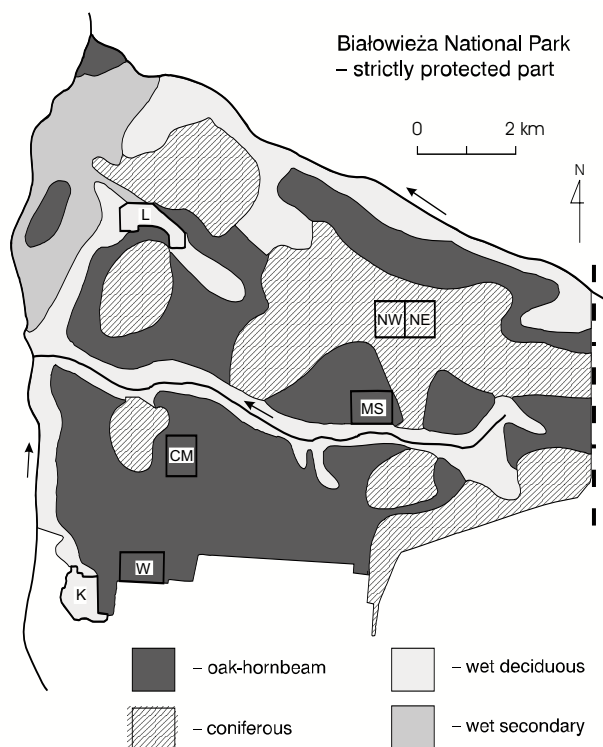 Białowieża National Park
– strictly protected part
0 2 km
N
L
NW NE
MS
CM
W
K
– oak-hornbeam
– wet deciduous
– coniferous
– wet secondary